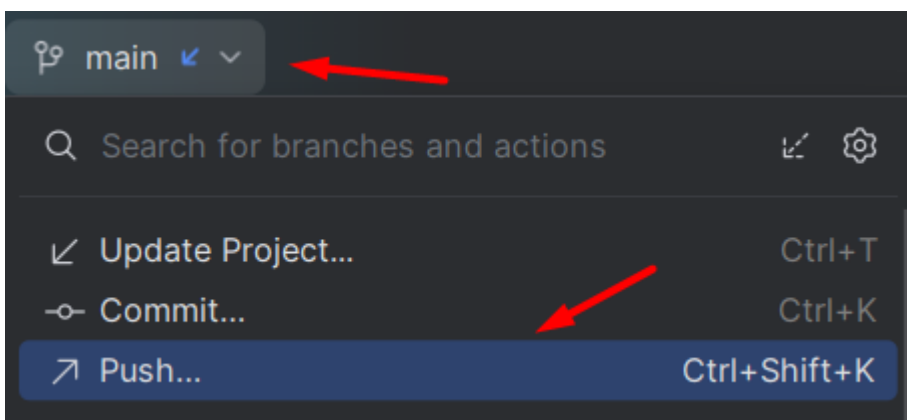 main
Search for branches and actions
Update Project... Ctrl+T
Commit... Ctrl+K
Push... Ctrl+Shift+K